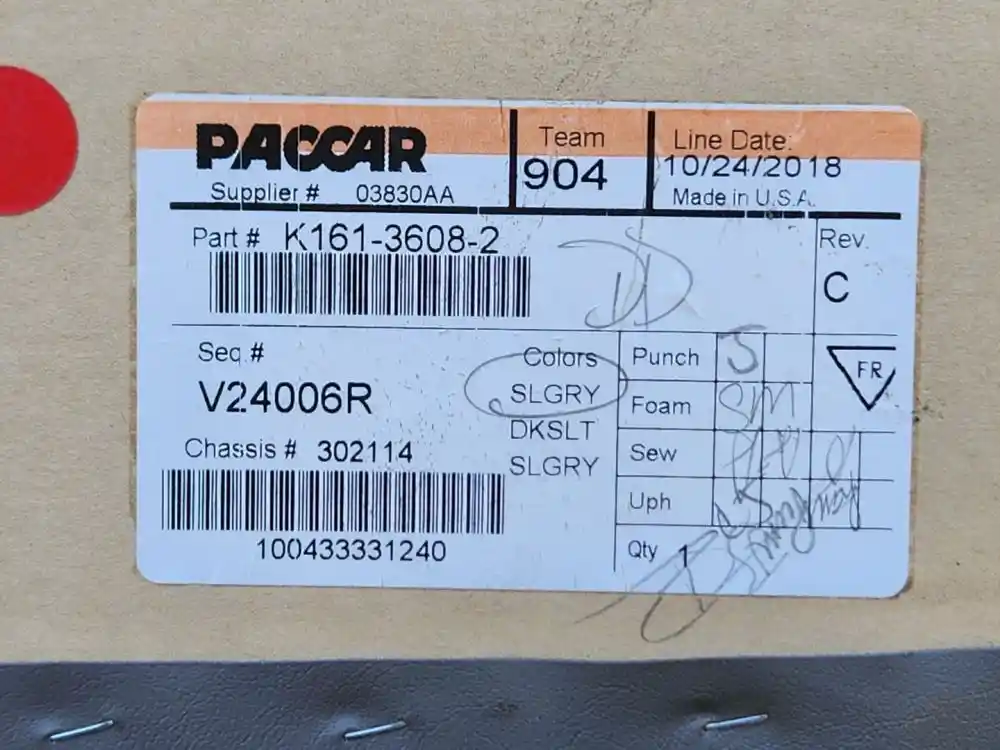 PACCAR
Supplier # 03830AA
Team
904
Line Date:
10/24/2018
Made in U.S.A.
Part # K161-3608-2
Rev.
C
Seq # V24006R
Colors
SLGRY
DKSLT
SLGRY
Chassis # 302114
100433331240
Punch J
Foam SM
Sew
Uph
Qty 1
FR